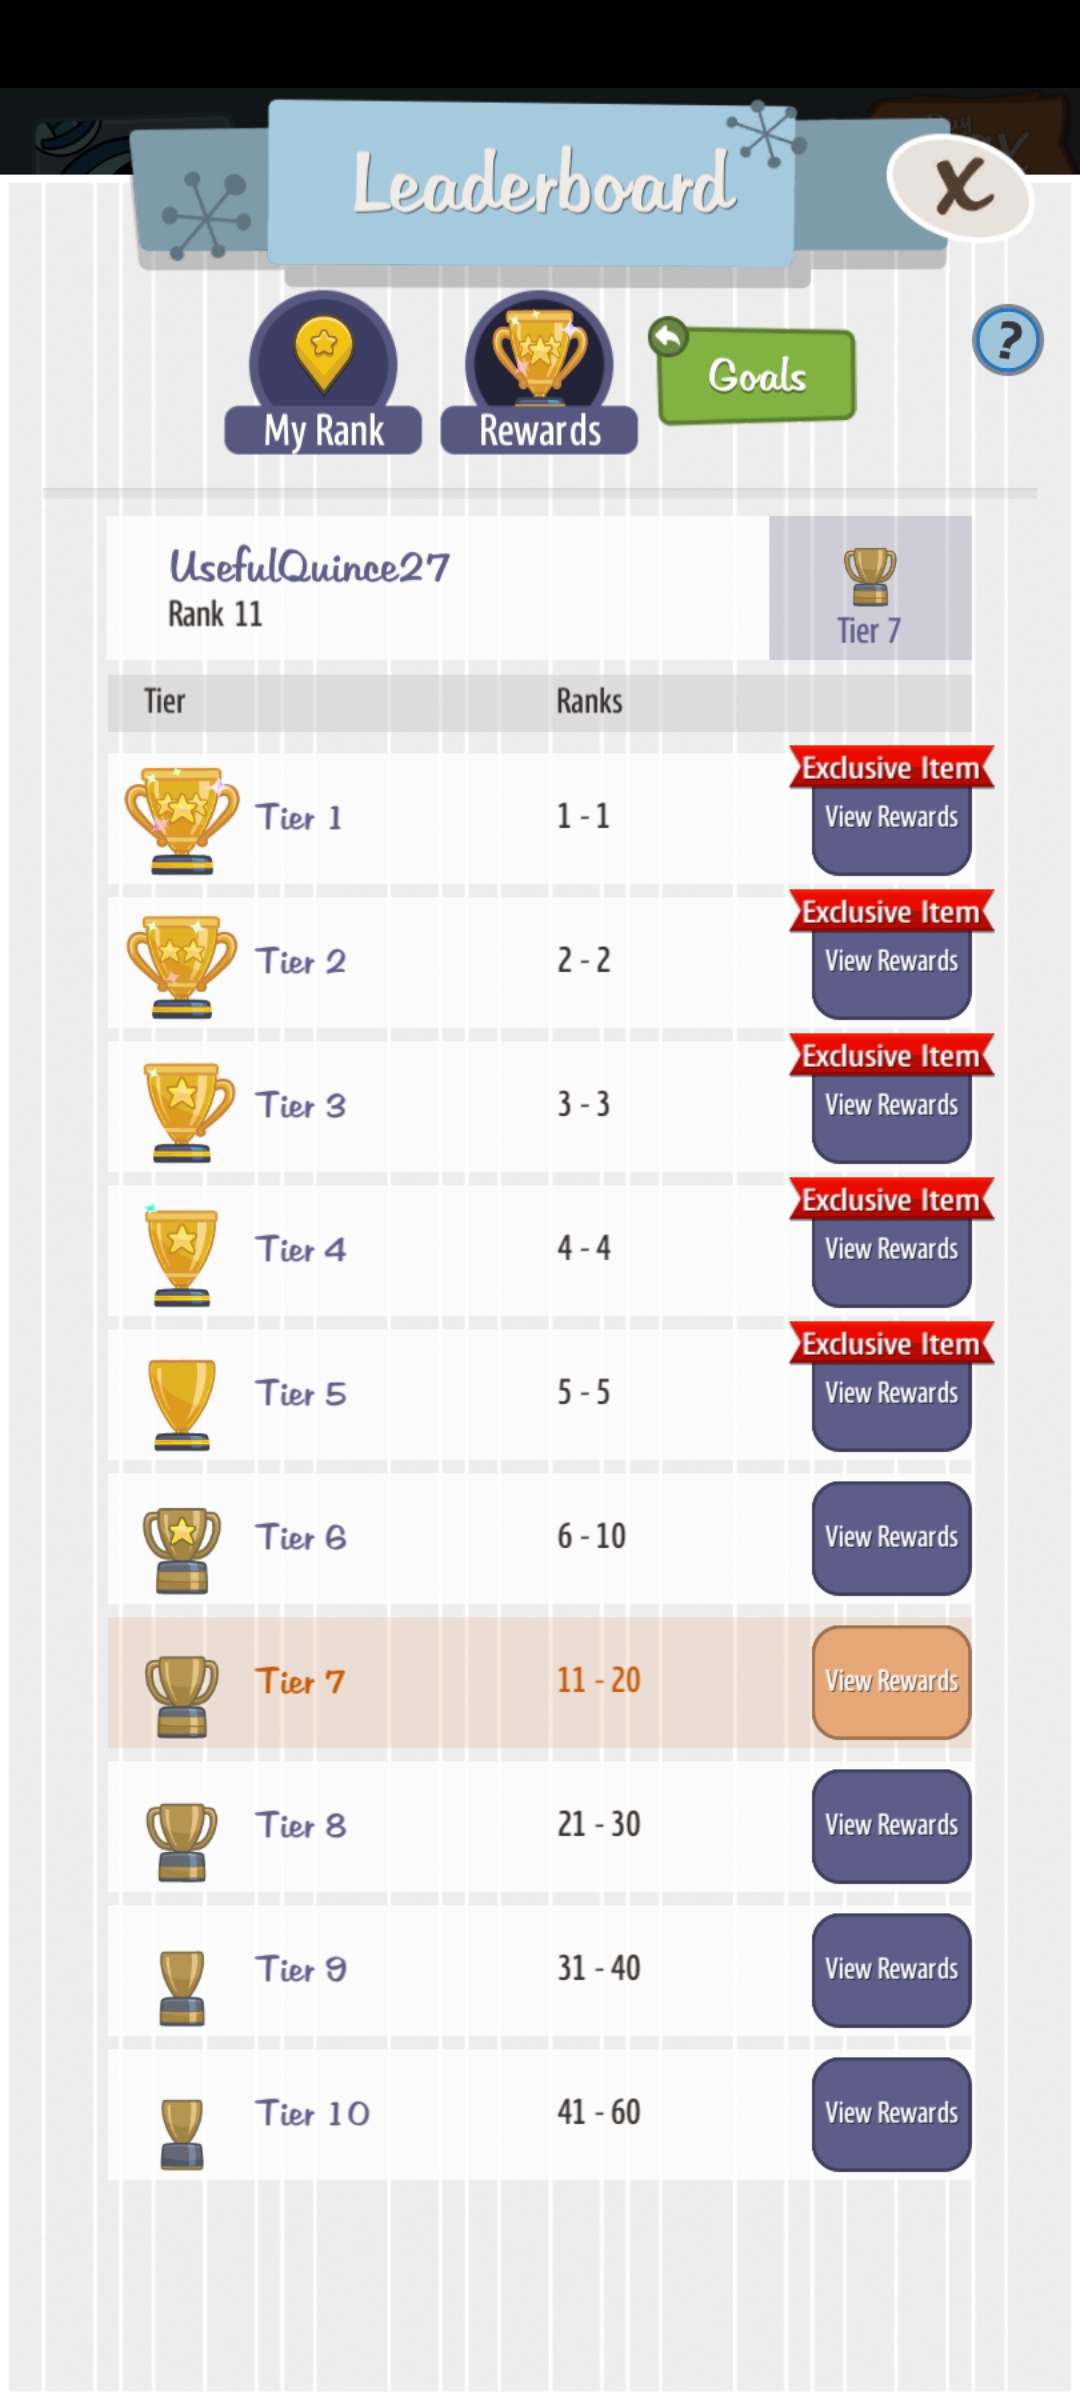 Leaderboard
X
My Rank
Rewards
Goals
?
UsefulQuince27
Rank 11
Tier 7
Tier Ranks
Exclusive Item
Tier 1 1 - 1 View Rewards
Exclusive Item
Tier 2 2 - 2 View Rewards
Exclusive Item
Tier 3 3 - 3 View Rewards
Exclusive Item
Tier 4 4 - 4 View Rewards
Exclusive Item
Tier 5 5 - 5 View Rewards
Tier 6 6 - 10 View Rewards
Tier 7 11 - 20 View Rewards
Tier 8 21 - 30 View Rewards
Tier 9 31 - 40 View Rewards
Tier 10 41 - 60 View Rewards